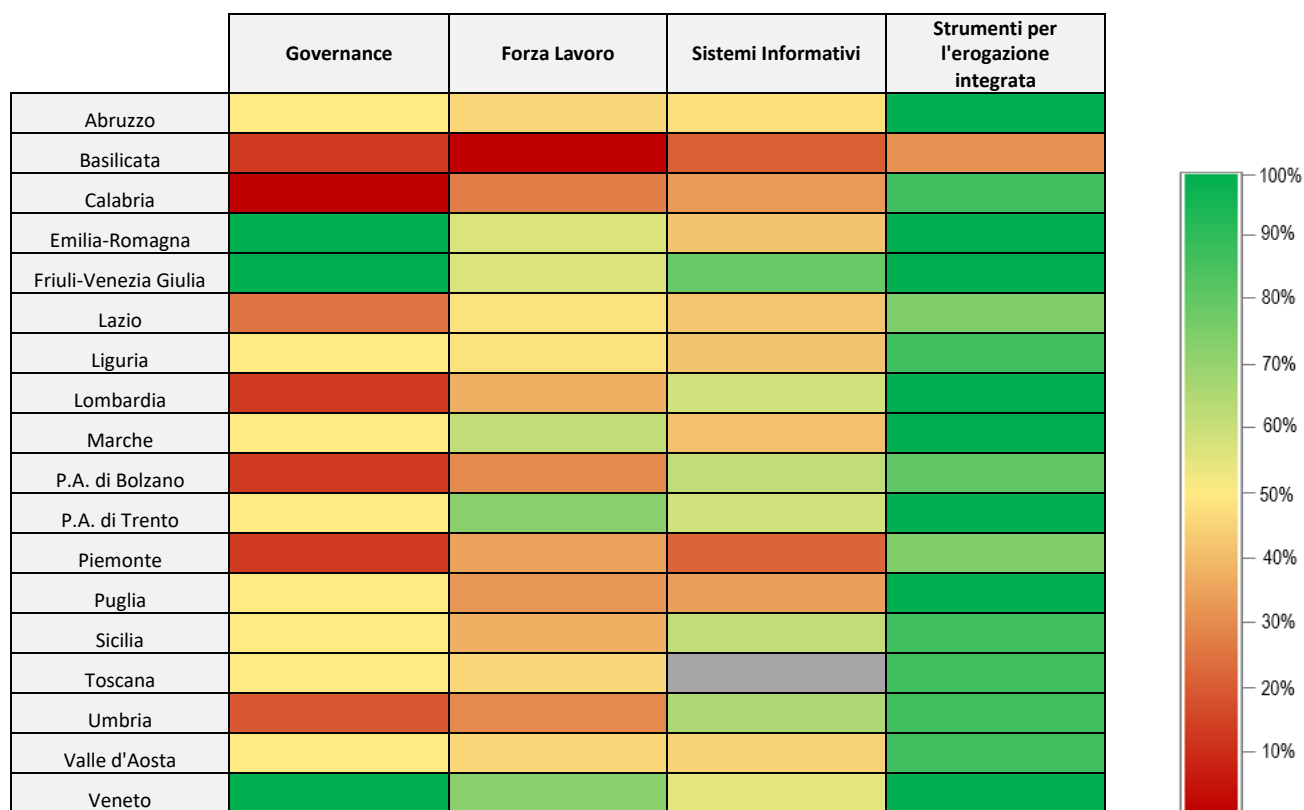 Governance Forza Lavoro Sistemi Informativi Strumenti per
l'erogazione
integrata
Abruzzo
Basilicata
Calabria
Emilia-Romagna
Friuli-Venezia Giulia
Lazio
Liguria
Lombardia
Marche
P.A. di Bolzano
P.A. di Trento
Piemonte
Puglia
Sicilia
Toscana
Umbria
Valle d'Aosta
Veneto
100%
90%
80%
70%
60%
50%
40%
30%
20%
10%